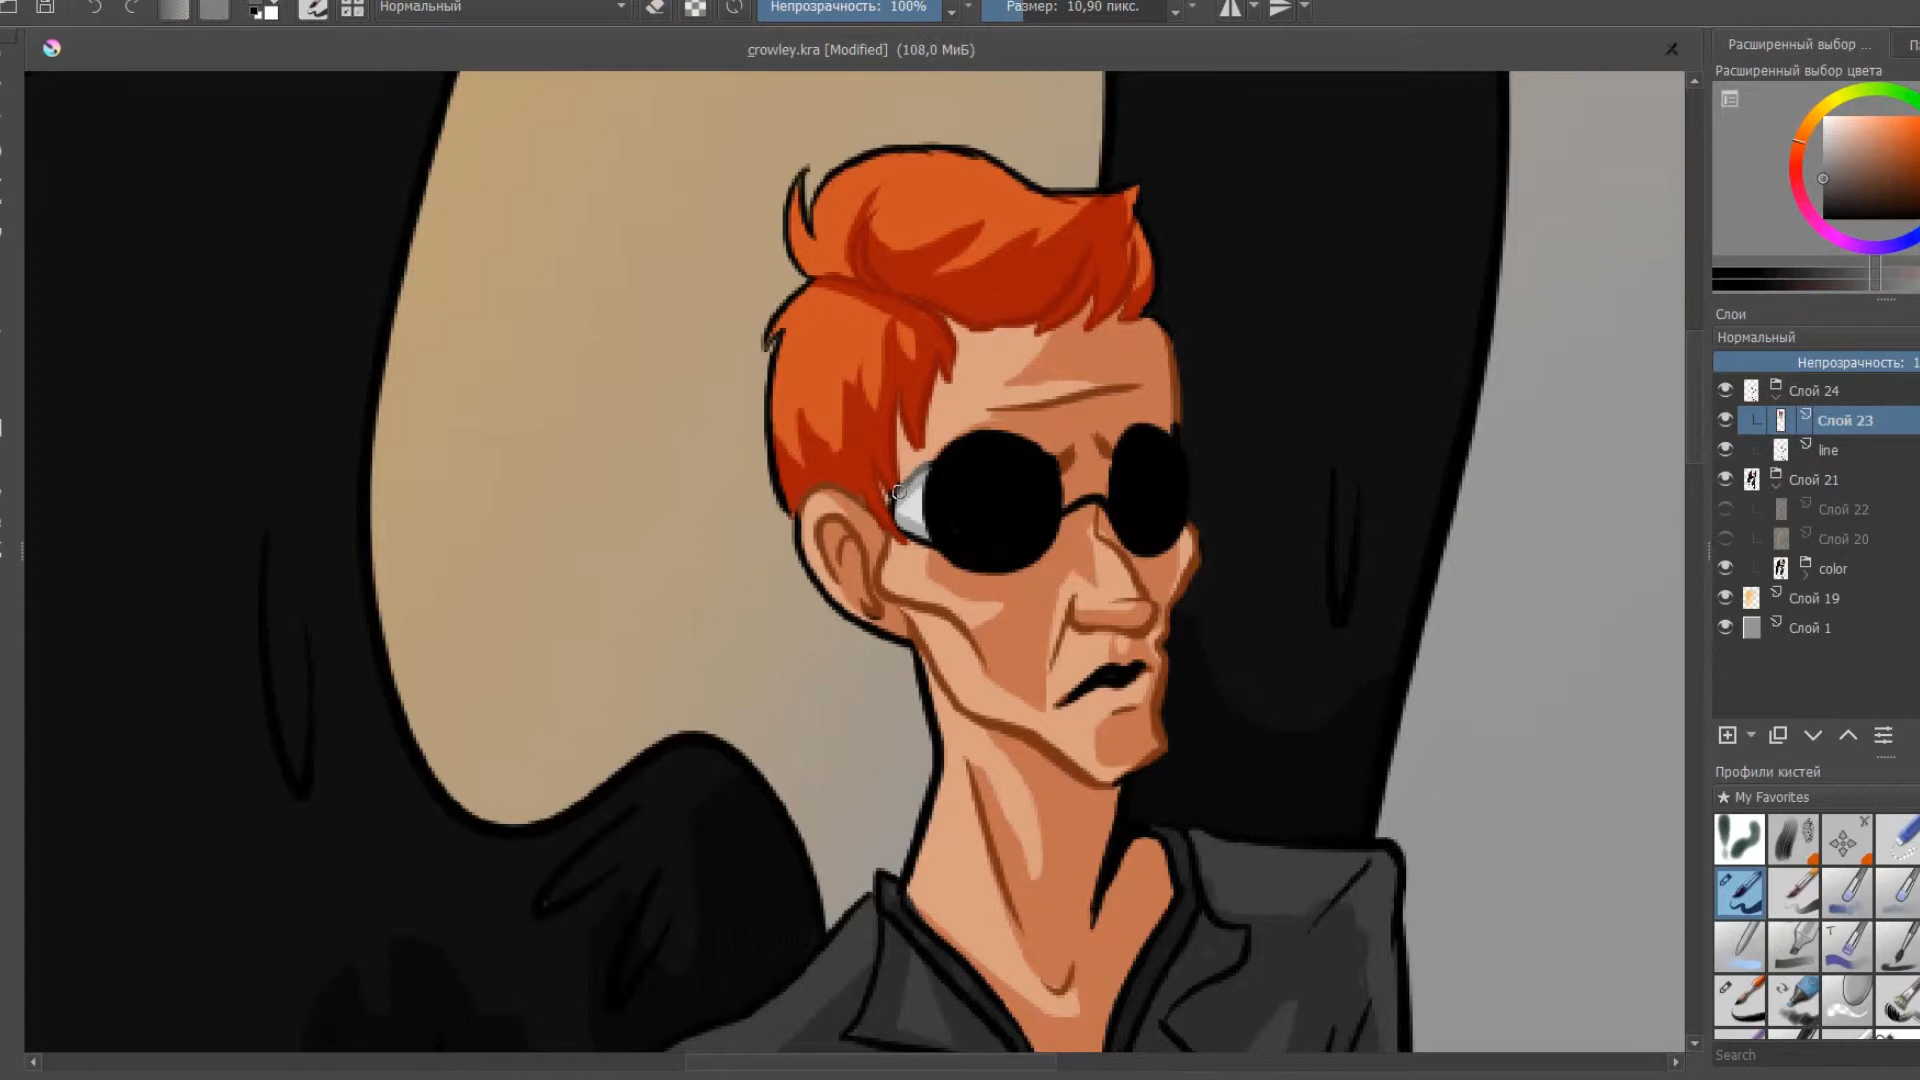 Нормальный
Непрозрачность: 100%
Размер: 10,90 пикс.
crowley.kra [Modified] (108,0 МиБ)
Расширенный выбор ...
Расширенный выбор цвета
Слои
Нормальный
Непрозрачность: 1
Слой 24
Слой 23
line
Слой 21
Слой 22
Слой 20
color
Слой 19
Слой 1
Профили кистей
★ My Favorites
Search